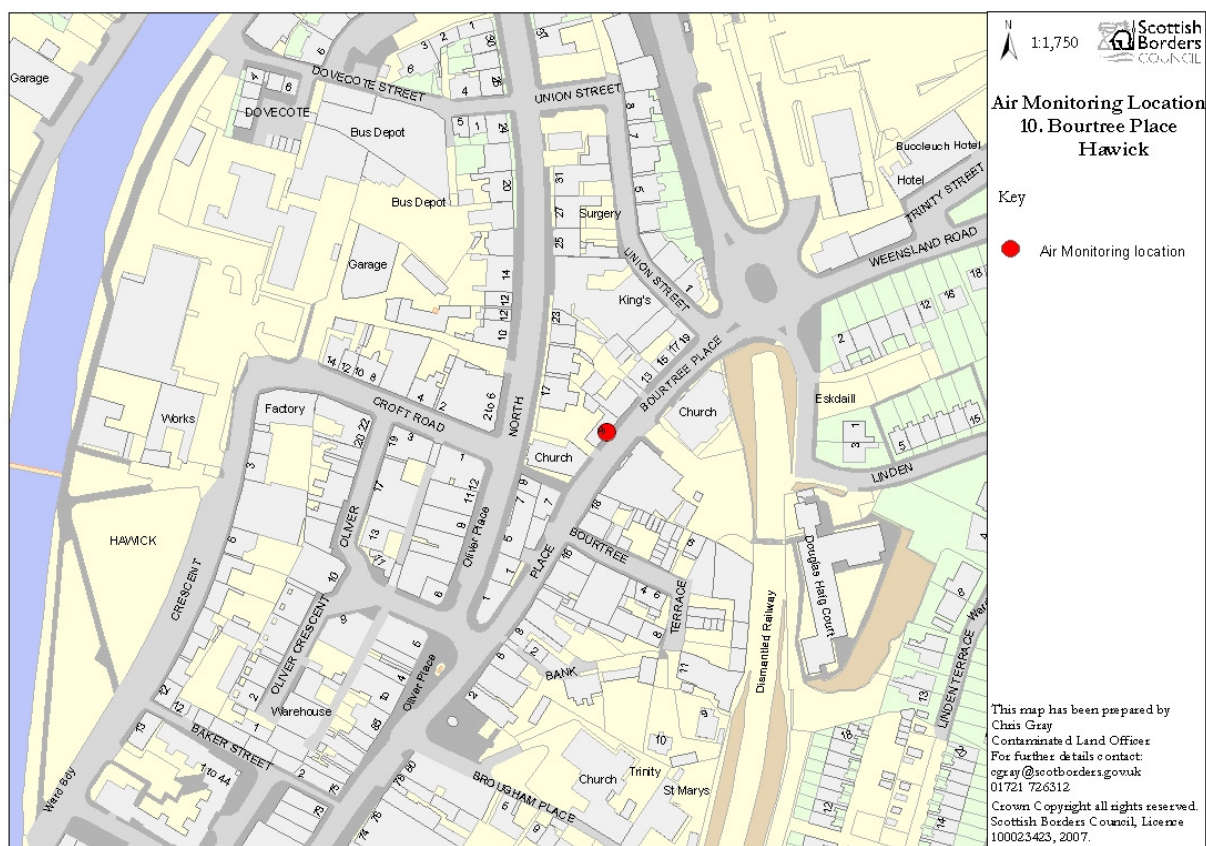 N
1:1,750
Scottish
Borders
COUNCIL
Air Monitoring Location
10. Bourtree Place
Hawick
Key
Air Monitoring location
This map has been prepared by
Chris Gray
Contaminated Land Officer
For further details contact:
cgray@scotborders.gov.uk
01721 726312
Crown Copyright all rights reserved.
Scottish Borders Council, Licence
100023423, 2007.
Garage
DOVECOTE STREET
DOVECOTE
Bus Depot
Bus Depot
Garage
UNION STREET
Surgery
UNION STREET
King's
Buccleuch Hotel
Hotel
TRINITY STREET
WEENSLAND ROAD
BOURTREE PLACE
Church
Eskdaill
LINDEN
Works
Factory
CROFT ROAD
NORTH
Church
HAWICK
CRESCENT
OLIVER
OLIVER CRESCENT
Oliver Place
PLACE
BOURTREE
TERRACE
Dismantled Railway
Douglas Haig Court
LINDEN TERRACE
BANK
Warehouse
Oliver Place
BAKER STREET
BROUGHAM PLACE
Church
Trinity
St Marys
Ward Bdy
1 to 44
2 to 6